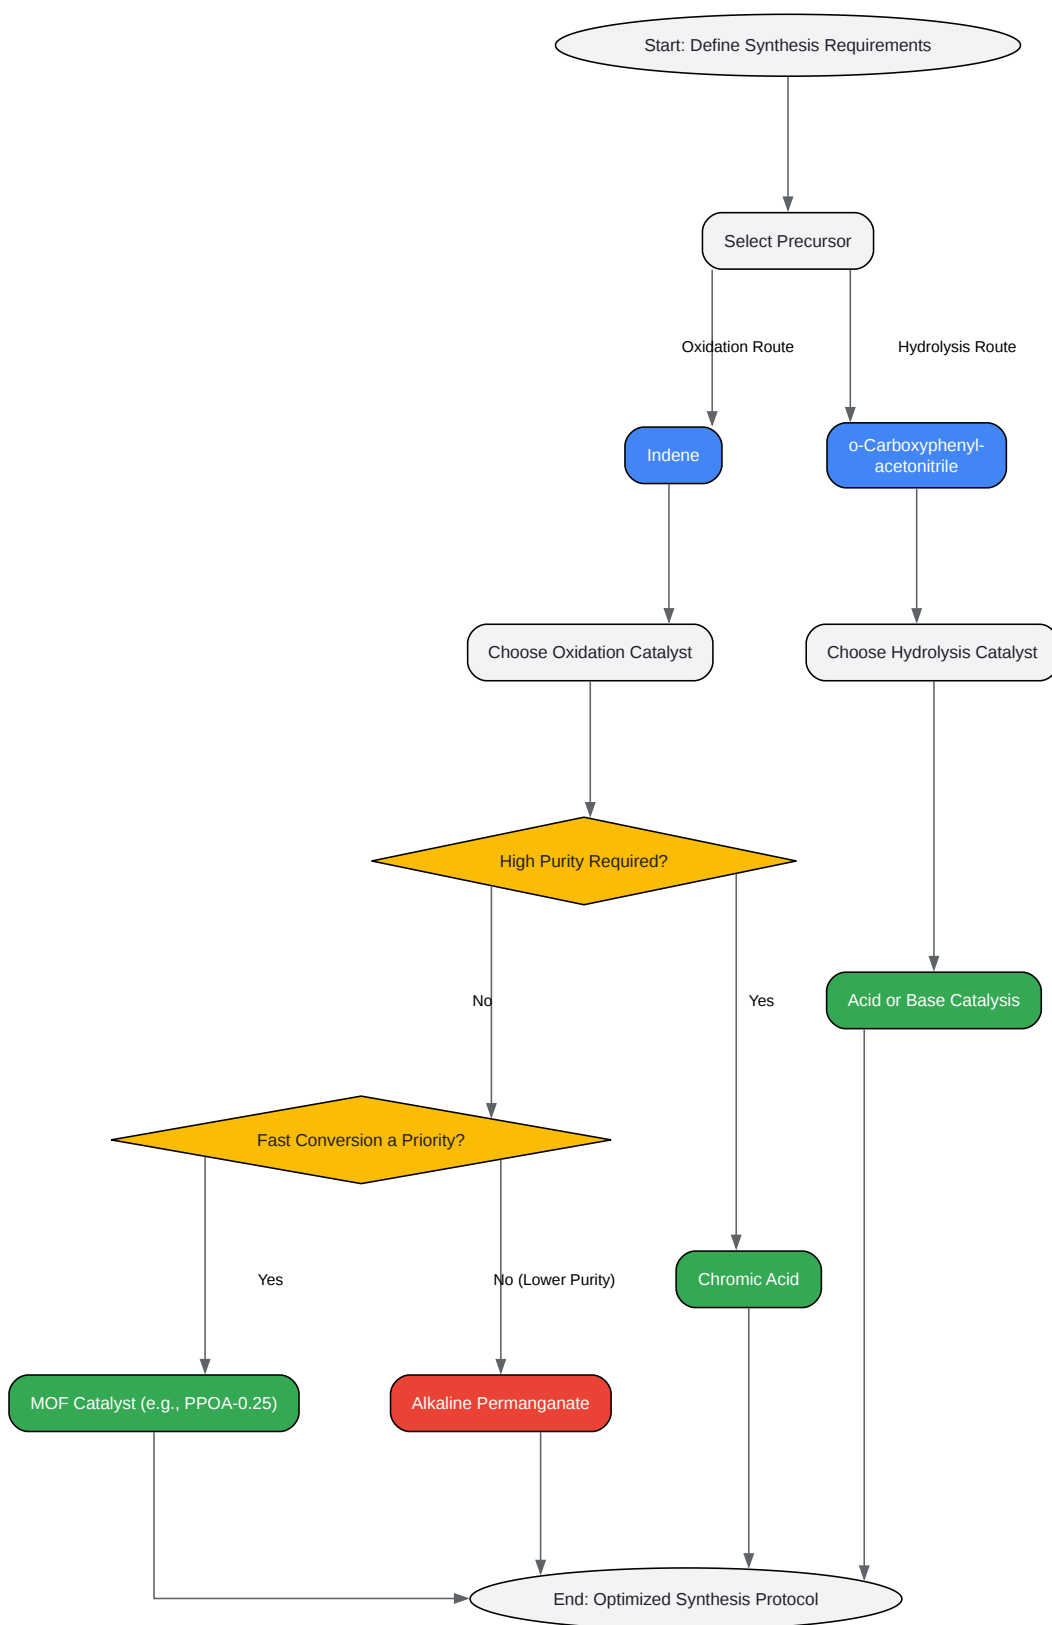 Start: Define Synthesis Requirements
Select Precursor
Oxidation Route
Hydrolysis Route
Indene
o-Carboxyphenyl-
acetonitrile
Choose Oxidation Catalyst
Choose Hydrolysis Catalyst
High Purity Required?
No
Yes
Acid or Base Catalysis
Fast Conversion a Priority?
Yes
No (Lower Purity)
Chromic Acid
MOF Catalyst (e.g., PPOA-0.25)
Alkaline Permanganate
End: Optimized Synthesis Protocol